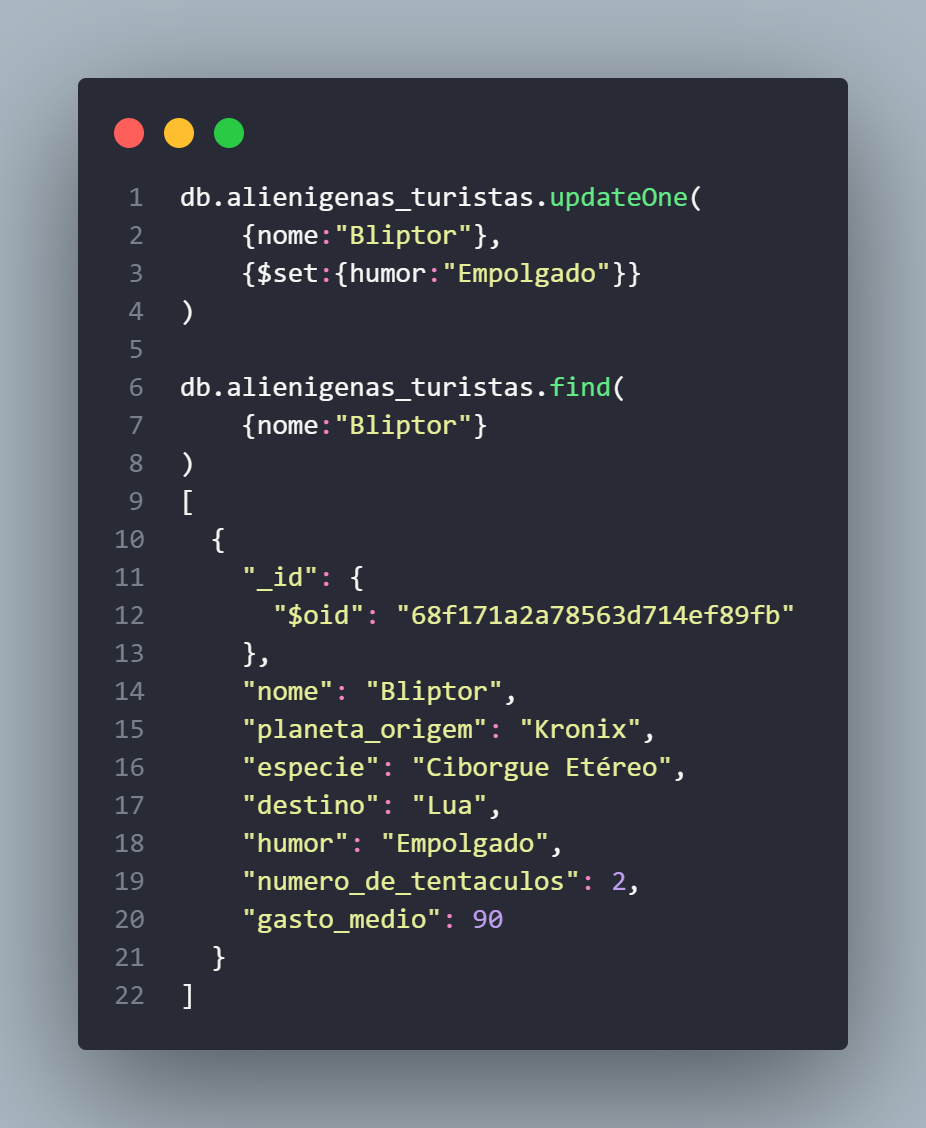 1 db.alienigenas_turistas.updateOne(
2     {nome:"Bliptor"},
3     {$set:{humor:"Empolgado"}}
4 )
5
6 db.alienigenas_turistas.find(
7     {nome:"Bliptor"}
8 )
9 [
10   {
11     "_id": {
12       "$oid": "68f171a2a78563d714ef89fb"
13     },
14     "nome": "Bliptor",
15     "planeta_origem": "Kronix",
16     "especie": "Ciborgue Etéreo",
17     "destino": "Lua",
18     "humor": "Empolgado",
19     "numero_de_tentaculos": 2,
20     "gasto_medio": 90
21   }
22 ]